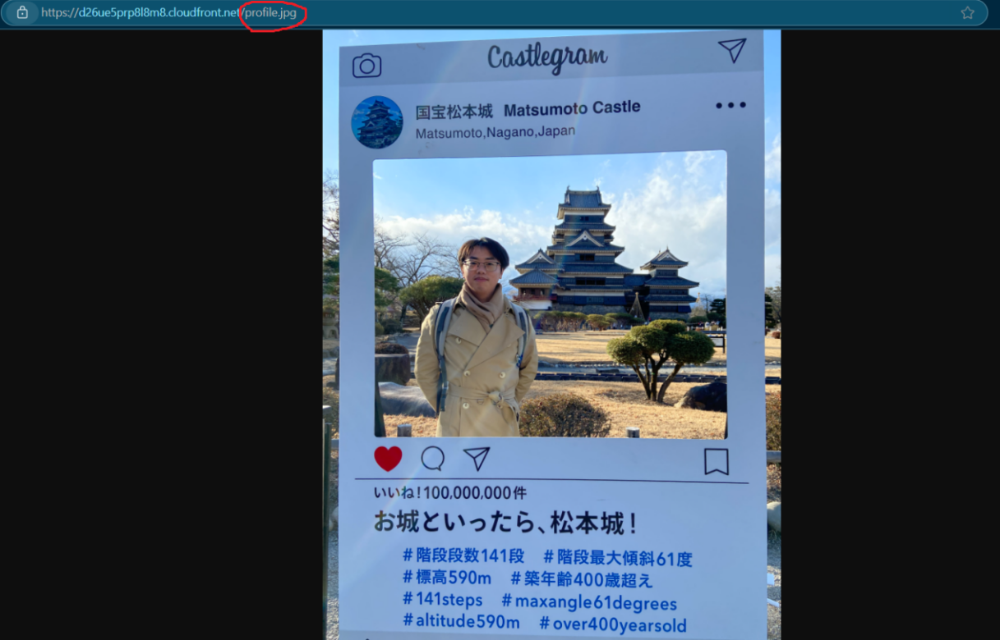 https://d26ue5prp8l8m8.cloudfront.net/profile.jpg
Castlegram
国宝松本城 Matsumoto Castle
Matsumoto,Nagano,Japan
いいね!100,000,000件
お城といったら、松本城!
#階段段数141段 #階段最大傾斜61度
#標高590m #築年齢400歳超え
#141steps #maxangle61degrees
#altitude590m #over400yearsold